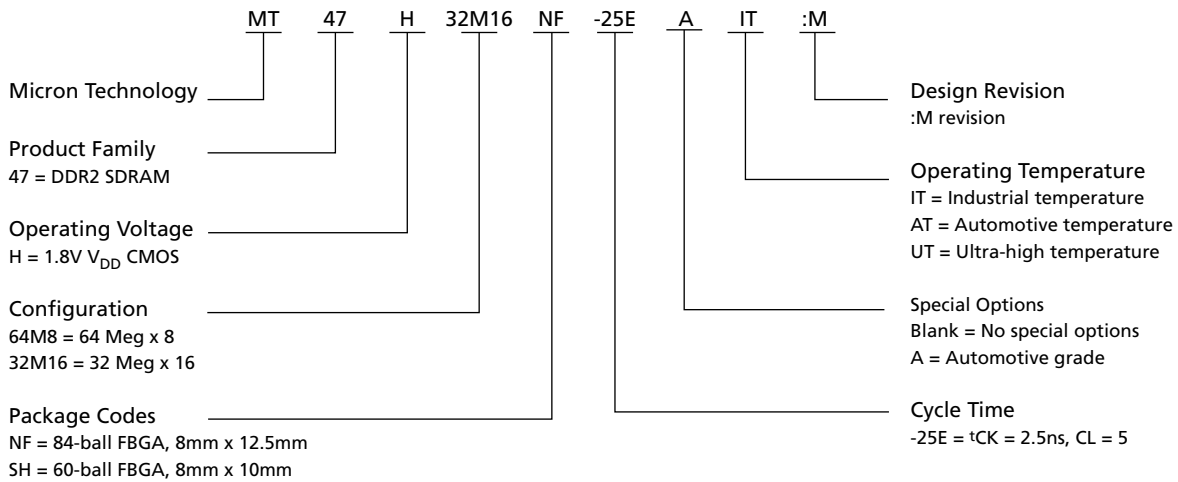 MT 47 H 32M16 NF -25E A IT :M
Micron Technology
Product Family
47 = DDR2 SDRAM
Operating Voltage
H = 1.8V VDD CMOS
Configuration
64M8 = 64 Meg x 8
32M16 = 32 Meg x 16
Package Codes
NF = 84-ball FBGA, 8mm x 12.5mm
SH = 60-ball FBGA, 8mm x 10mm
Design Revision
:M revision
Operating Temperature
IT = Industrial temperature
AT = Automotive temperature
UT = Ultra-high temperature
Special Options
Blank = No special options
A = Automotive grade
Cycle Time
-25E = tCK = 2.5ns, CL = 5